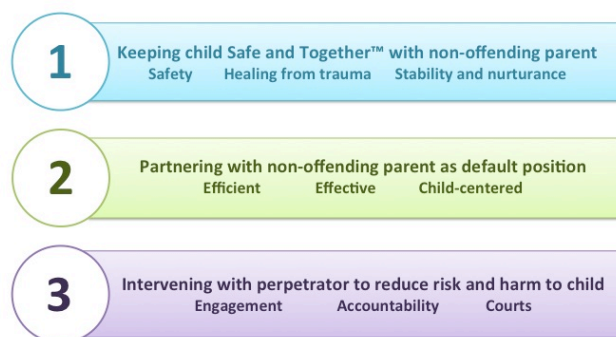 1
Keeping child Safe and Together™ with non-offending parent
Safety Healing from trauma Stability and nurturance
2
Partnering with non-offending parent as default position
Efficient Effective Child-centered
3
Intervening with perpetrator to reduce risk and harm to child
Engagement Accountability Courts